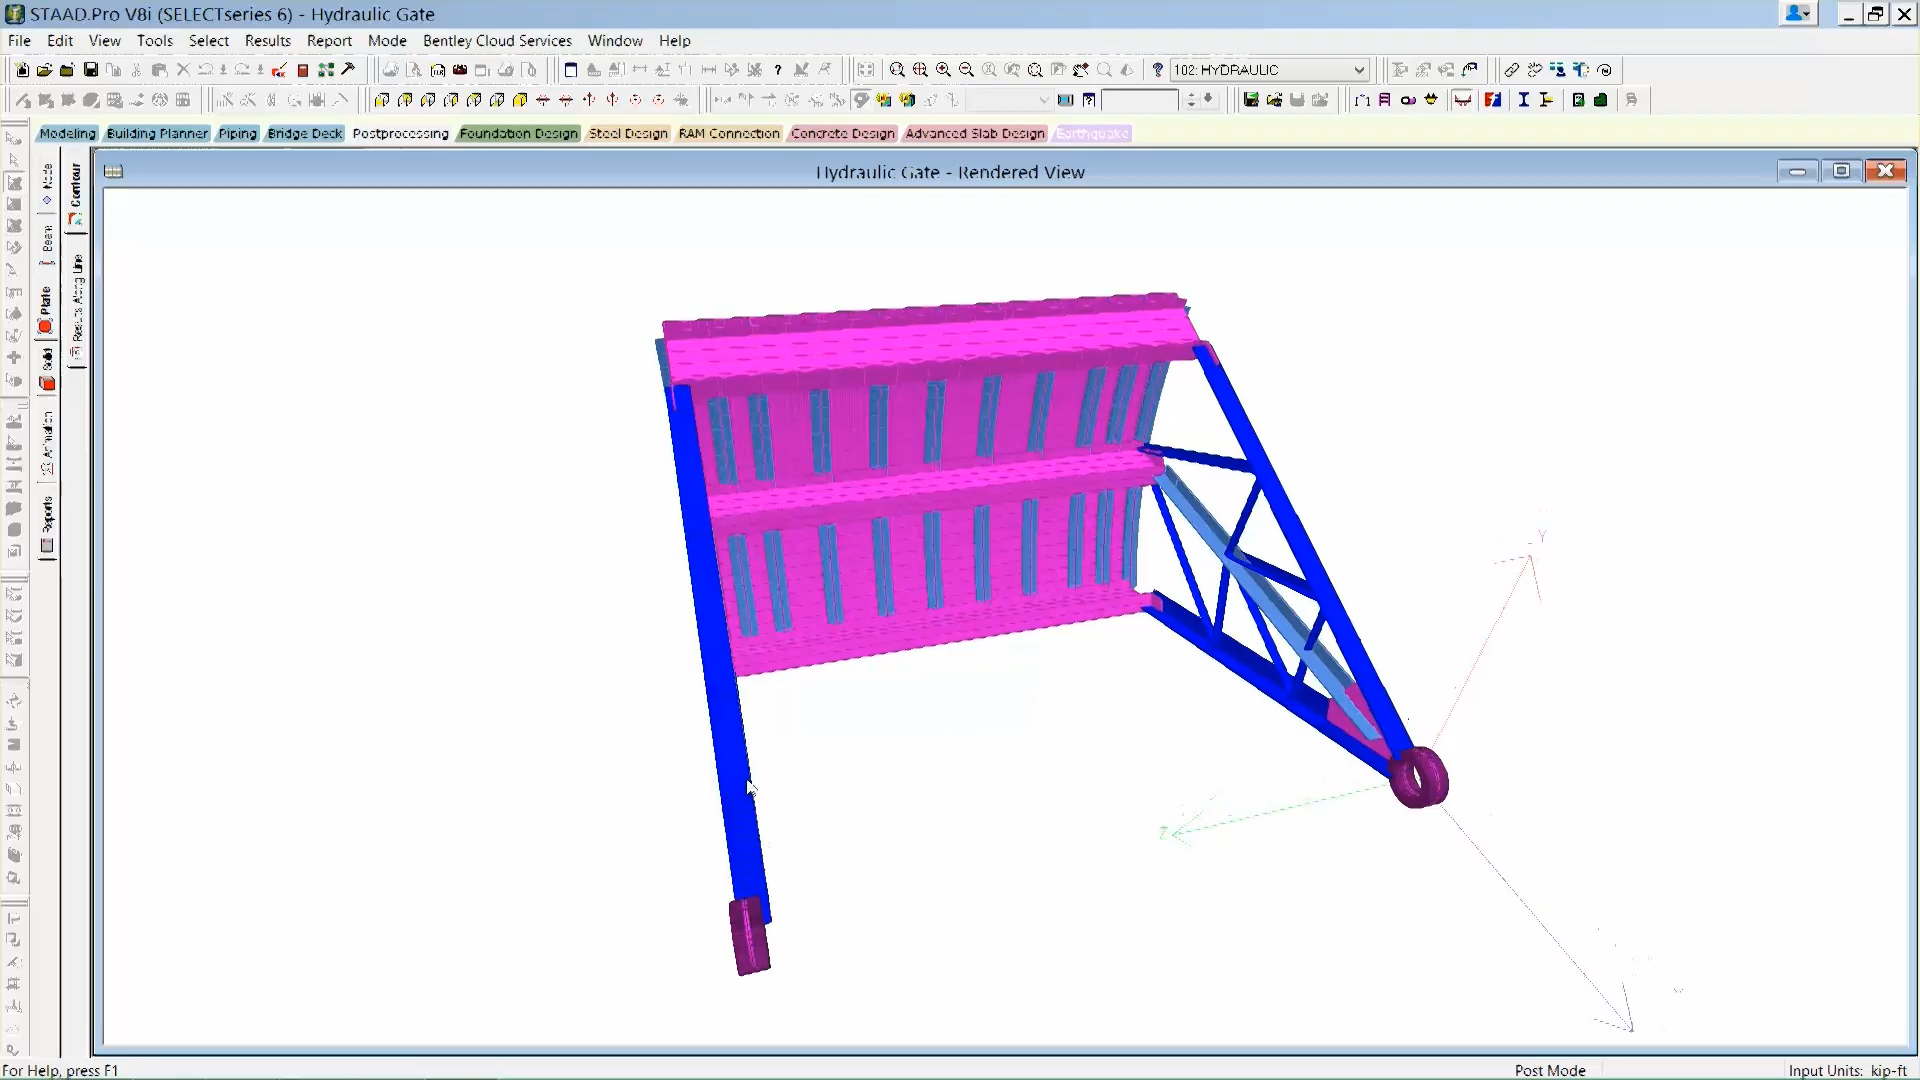 STAAD.Pro V8i (SELECTseries 6) - Hydraulic Gate
File Edit View Tools Select Results Report Mode Bentley Cloud Services Window Help
102: HYDRAULIC
Modeling Building Planner Piping Bridge Deck Postprocessing Foundation Design Steel Design RAM Connection Concrete Design Advanced Slab Design Earthquake
Hydraulic Gate - Rendered View
Node
Beam
Plate
Solid
Animation
Reports
Contour
Results Along Line
Y
Z
For Help, press F1
Post Mode
Input Units: kip-ft